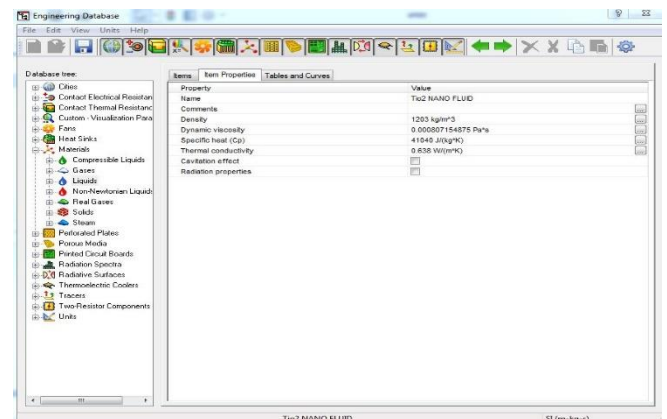 Engineering Database
File Edit View Units Help
Database tree:
Items Item Properties Tables and Curves
Cities
Contact Electrical Resistan
Contact Thermal Resistanc
Custom - Visualization Para
Fans
Heat Sinks
Materials
Compressible Liquids
Gases
Liquids
Non-Newtonian Liquids
Real Gases
Solids
Steam
Perforated Plates
Porous Media
Printed Circuit Boards
Radiation Spectra
Radiative Surfaces
Thermoelectric Coolers
Tracers
Two-Resistor Components
Units
Property Value
Name Tio2 NANO FLUID
Comments
Density 1203 kg/m^3
Dynamic viscosity 0.000807154875 Pa*s
Specific heat (Cp) 41040 J/(kg*K)
Thermal conductivity 0.638 W/(m*K)
Cavitation effect
Radiation properties
Tio2 NANO FLUID SI (m-kg-s)